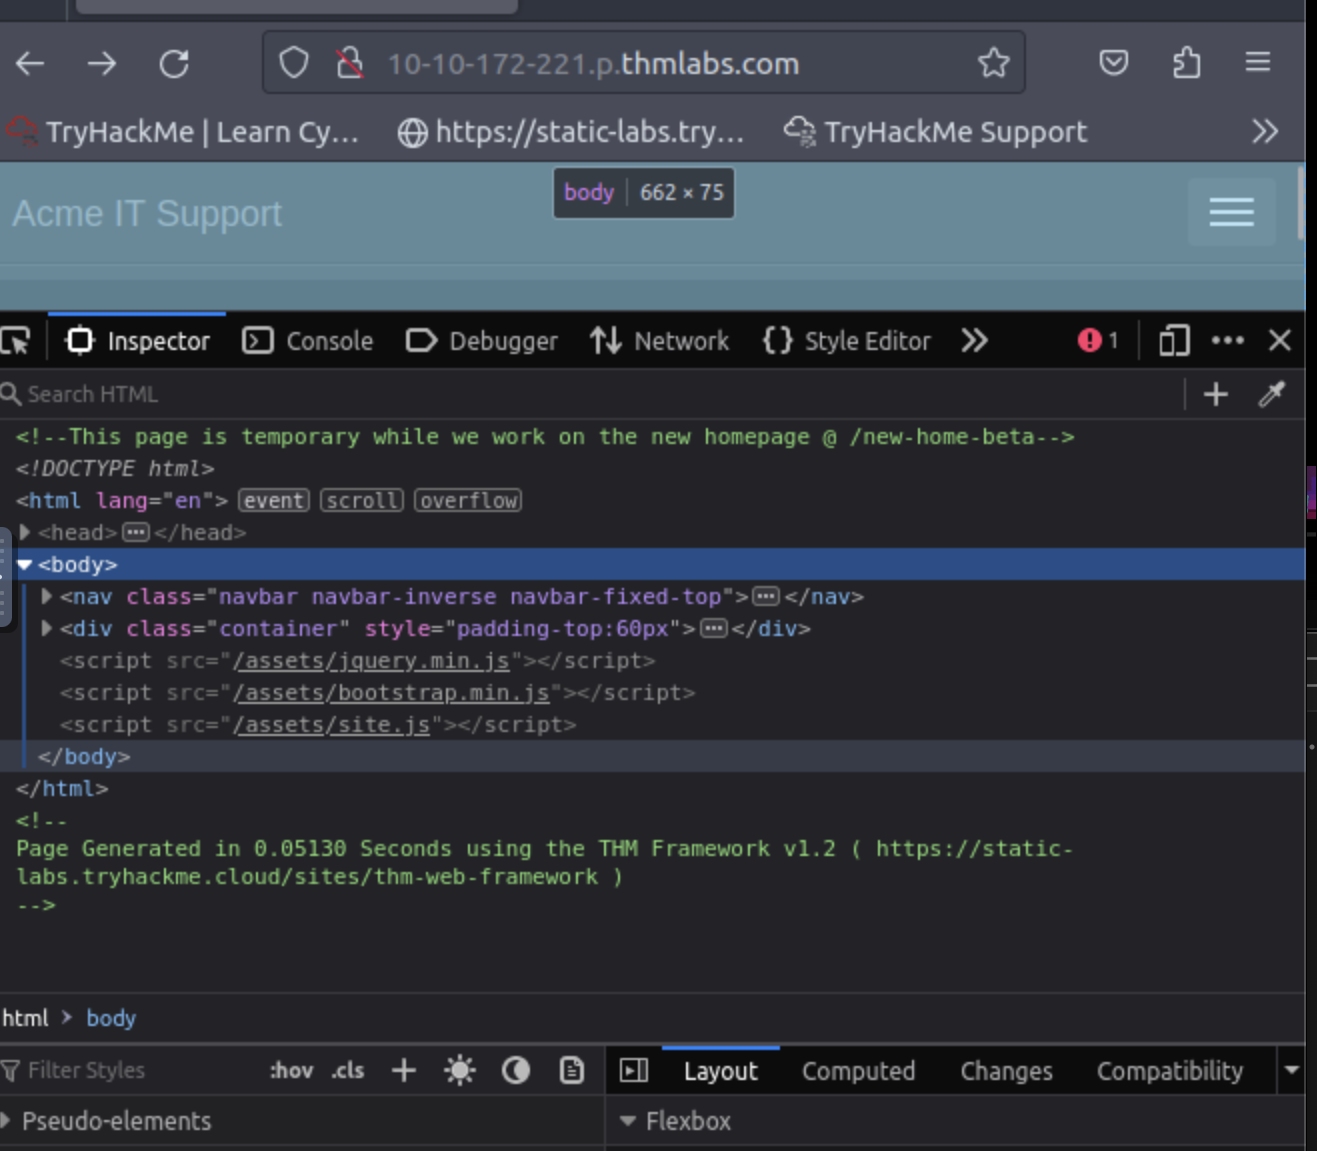 10-10-172-221.p.thmlabs.com
TryHackMe | Learn Cy... https://static-labs.try... TryHackMe Support
Acme IT Support
body 662 × 75
Inspector Console Debugger Network Style Editor 1
Search HTML
<!--This page is temporary while we work on the new homepage @ /new-home-beta-->
<!DOCTYPE html>
<html lang="en"> event scroll overflow
<head> ... </head>
<body>
<nav class="navbar navbar-inverse navbar-fixed-top"> ... </nav>
<div class="container" style="padding-top:60px"> ... </div>
<script src="/assets/jquery.min.js"></script>
<script src="/assets/bootstrap.min.js"></script>
<script src="/assets/site.js"></script>
</body>
</html>
<!--
Page Generated in 0.05130 Seconds using the THM Framework v1.2 ( https://static-
labs.tryhackme.cloud/sites/thm-web-framework )
-->
html > body
Filter Styles :hov .cls + Layout Computed Changes Compatibility
Pseudo-elements Flexbox